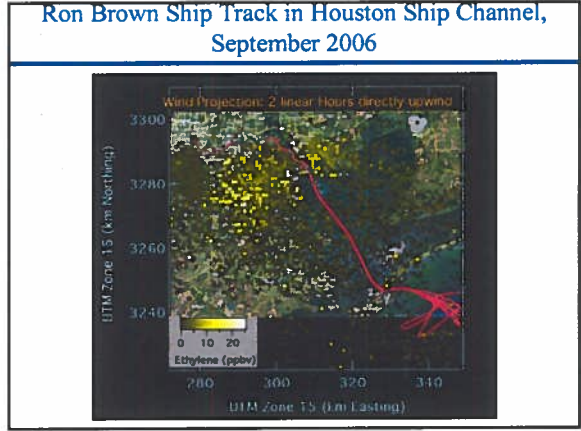 Ron Brown Ship Track in Houston Ship Channel,
September 2006
Wind Projection: 2 linear Hours directly upwind
3300
3280
3260
3240
UTM Zone 15 (km Northing)
0 10 20
Ethylene (ppbv)
280 300 320 340
UTM Zone 15 (km Easting)